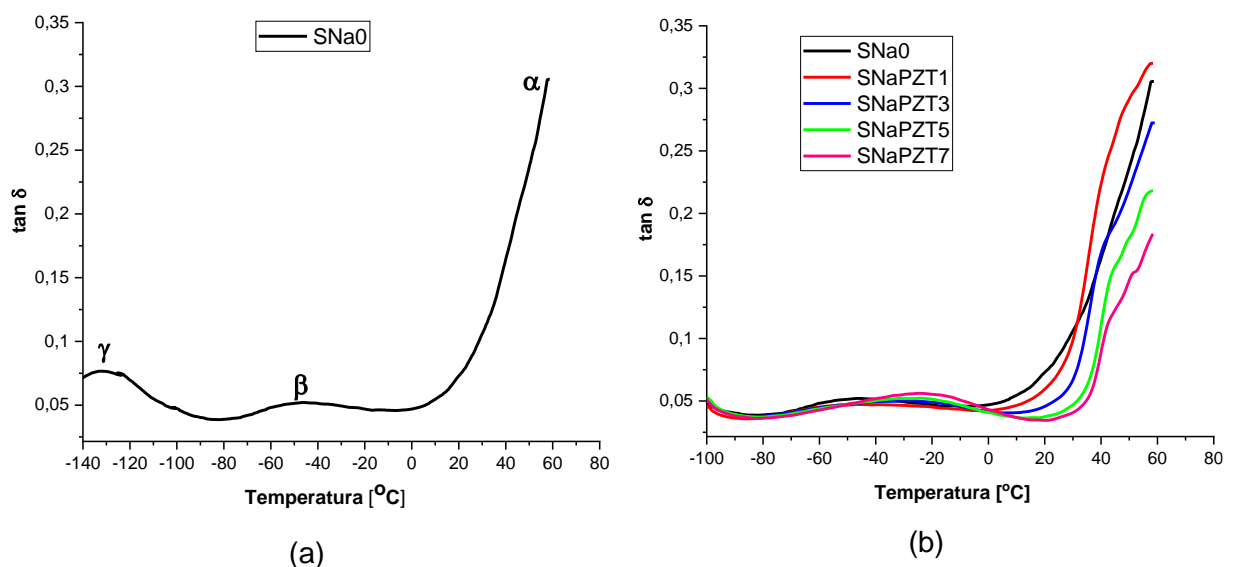 0,35
0,3
0,25
0,2
0,15
0,1
0,05
tan δ
SNa0
γ
β
α
-140 -120 -100 -80 -60 -40 -20 0 20 40 60 80
Temperatura [°C]
(a)
0,35
0,3
0,25
0,2
0,15
0,1
0,05
tan δ
SNa0
SNaPZT1
SNaPZT3
SNaPZT5
SNaPZT7
-100 -80 -60 -40 -20 0 20 40 60 80
Temperatura [°C]
(b)